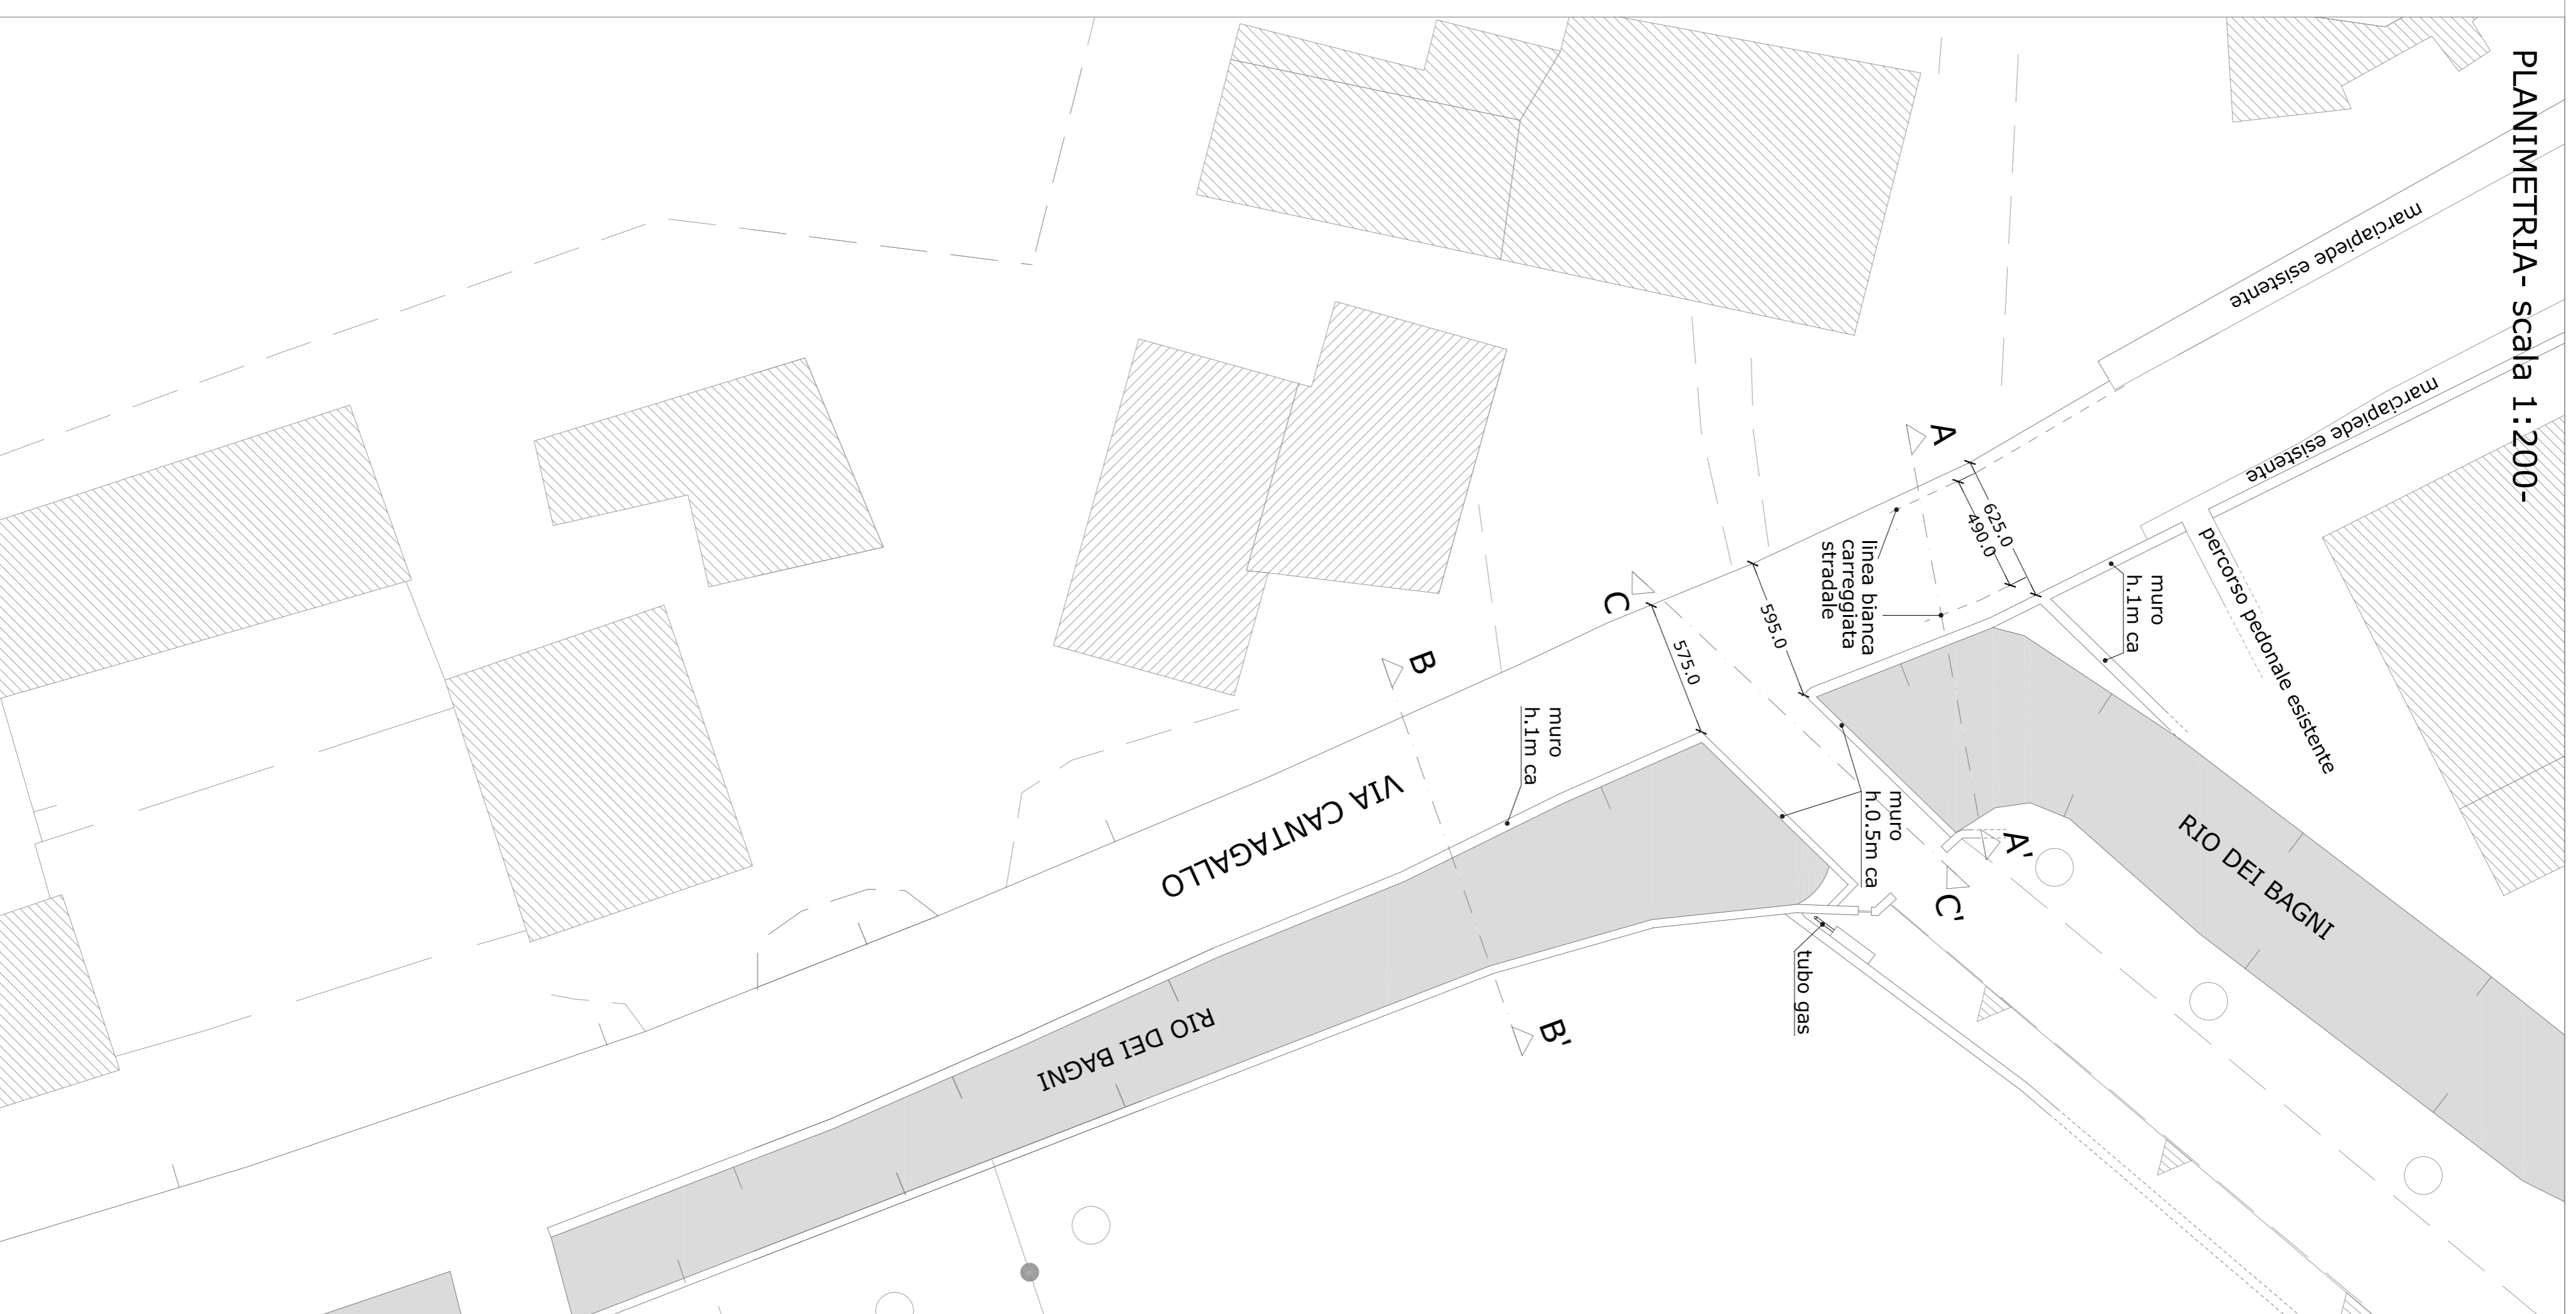 PLANIMETRIA- scala 1:200-
marciapiede esistente
marciapiede esistente
percorso pedonale esistente
muro
h.1m ca
A
625.0
490.0
linea bianca
carreggiata
stradale
595.0
C
575.0
B
muro
h.1m ca
VIA CANTAGALLO
muro
h.0.5m ca
A'
C'
RIO DEI BAGNI
tubo gas
B'
RIO DEI BAGNI